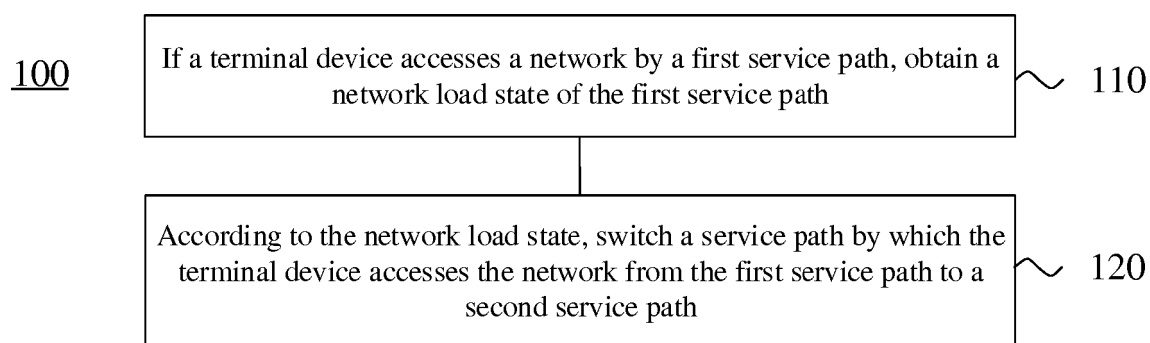 100
If a terminal device accesses a network by a first service path, obtain a
network load state of the first service path
110
According to the network load state, switch a service path by which the
terminal device accesses the network from the first service path to a
second service path
120